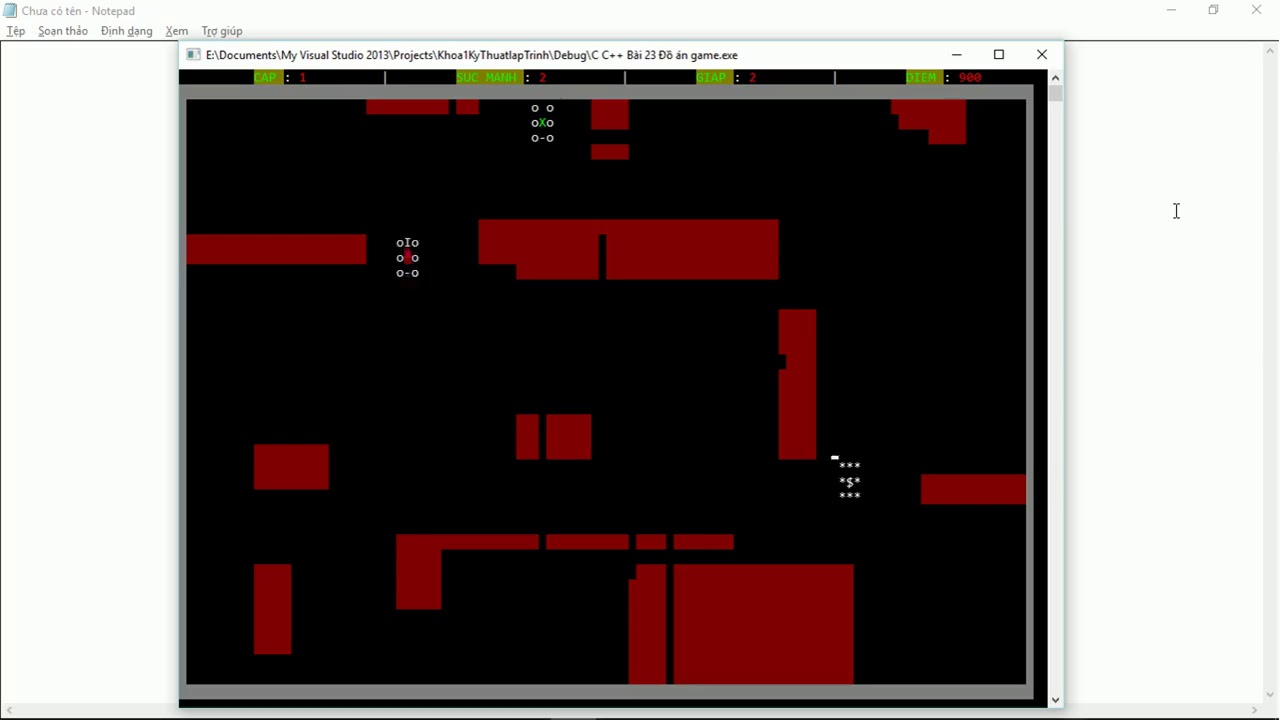 Chưa có tên - Notepad
Tệp Soạn thảo Định dạng Xem Trợ giúp
E:\Documents\My Visual Studio 2013\Projects\Khoa1KyThuatlapTrinh\Debug\C C++ Bài 23 Đồ án game.exe
CAP : 1 | SUC MANH : 2 | GIAP : 2 | DIEM : 900
o o
oXo
o-o
oIo
o o
o-o
***
*$*
***